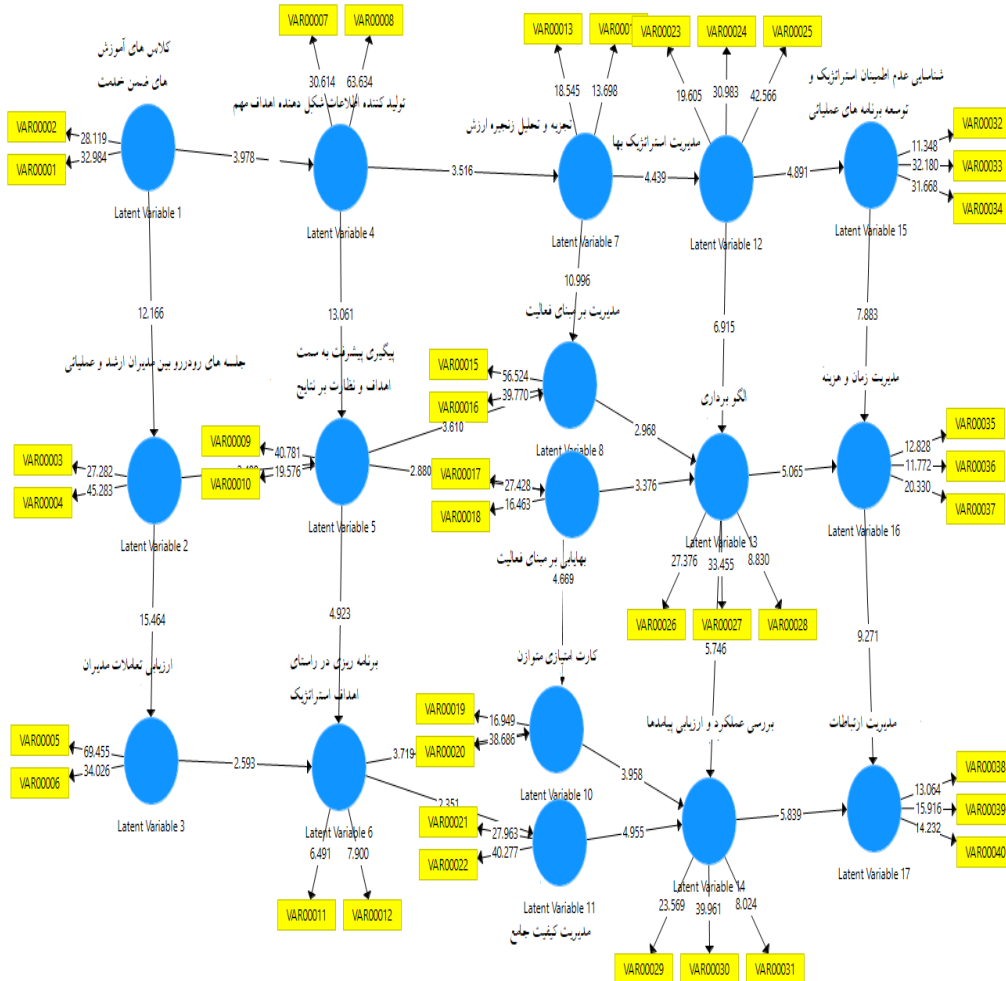 VAR00007
VAR00008
VAR00013
VAR00023
VAR00024
VAR00025
کلاس های آموزش
های ضمن خدمت
30.614
63.634
18.545
13.698
19.605
30.983
42.566
شناسایی عدم اطمینان استراتژیک و
توسعه برنامه های عملیاتی
تولید کننده اطلاعات شکل دهنده اهداف مهم
تجزیه و تحلیل زنجیره ارزش
مدیریت استراتژیک بها
VAR00002
VAR00001
28.119
32.984
3.978
3.516
4.439
4.891
11.348
32.180
31.668
VAR00032
VAR00033
VAR00034
Latent Variable 1
Latent Variable 4
Latent Variable 7
Latent Variable 12
Latent Variable 15
12.166
13.061
10.996
6.915
7.883
جلسه های رودررو بین مدیران ارشد و عملیاتی
پیگیری پیشرفت به سمت
اهداف و نظارت بر نتایج
مدیریت بر مبنای فعالیت
الگو برداری
مدیریت زمان و هزینه
VAR00015
VAR00016
56.524
39.770
3.610
2.968
VAR00003
VAR00004
27.282
45.283
VAR00009
VAR00010
40.781
19.576
2.880
Latent Variable 8
VAR00017
VAR00018
27.428
16.463
3.376
5.065
12.828
11.772
20.330
VAR00035
VAR00036
VAR00037
Latent Variable 2
Latent Variable 5
بهایابی بر مبنای فعالیت
Latent Variable 13
Latent Variable 16
4.669
27.376
33.455
8.830
VAR00026
VAR00027
VAR00028
15.464
4.923
5.746
9.271
ارزیابی تعاملات مدیران
برنامه ریزی در راستای
اهداف استراتژیک
کارت امتیازی متوازن
بررسی عملکرد و ارزیابی پیامدها
مدیریت ارتباطات
VAR00005
VAR00006
69.455
34.026
2.593
3.719
VAR00019
VAR00020
16.949
38.686
3.958
Latent Variable 10
Latent Variable 3
Latent Variable 6
2.351
VAR00021
VAR00022
27.963
40.277
4.955
5.839
13.064
15.916
14.232
VAR00038
VAR00039
VAR00040
6.491
7.900
VAR00011
VAR00012
Latent Variable 11
مدیریت کیفیت جامع
Latent Variable 14
Latent Variable 17
23.569
39.961
8.024
VAR00029
VAR00030
VAR00031